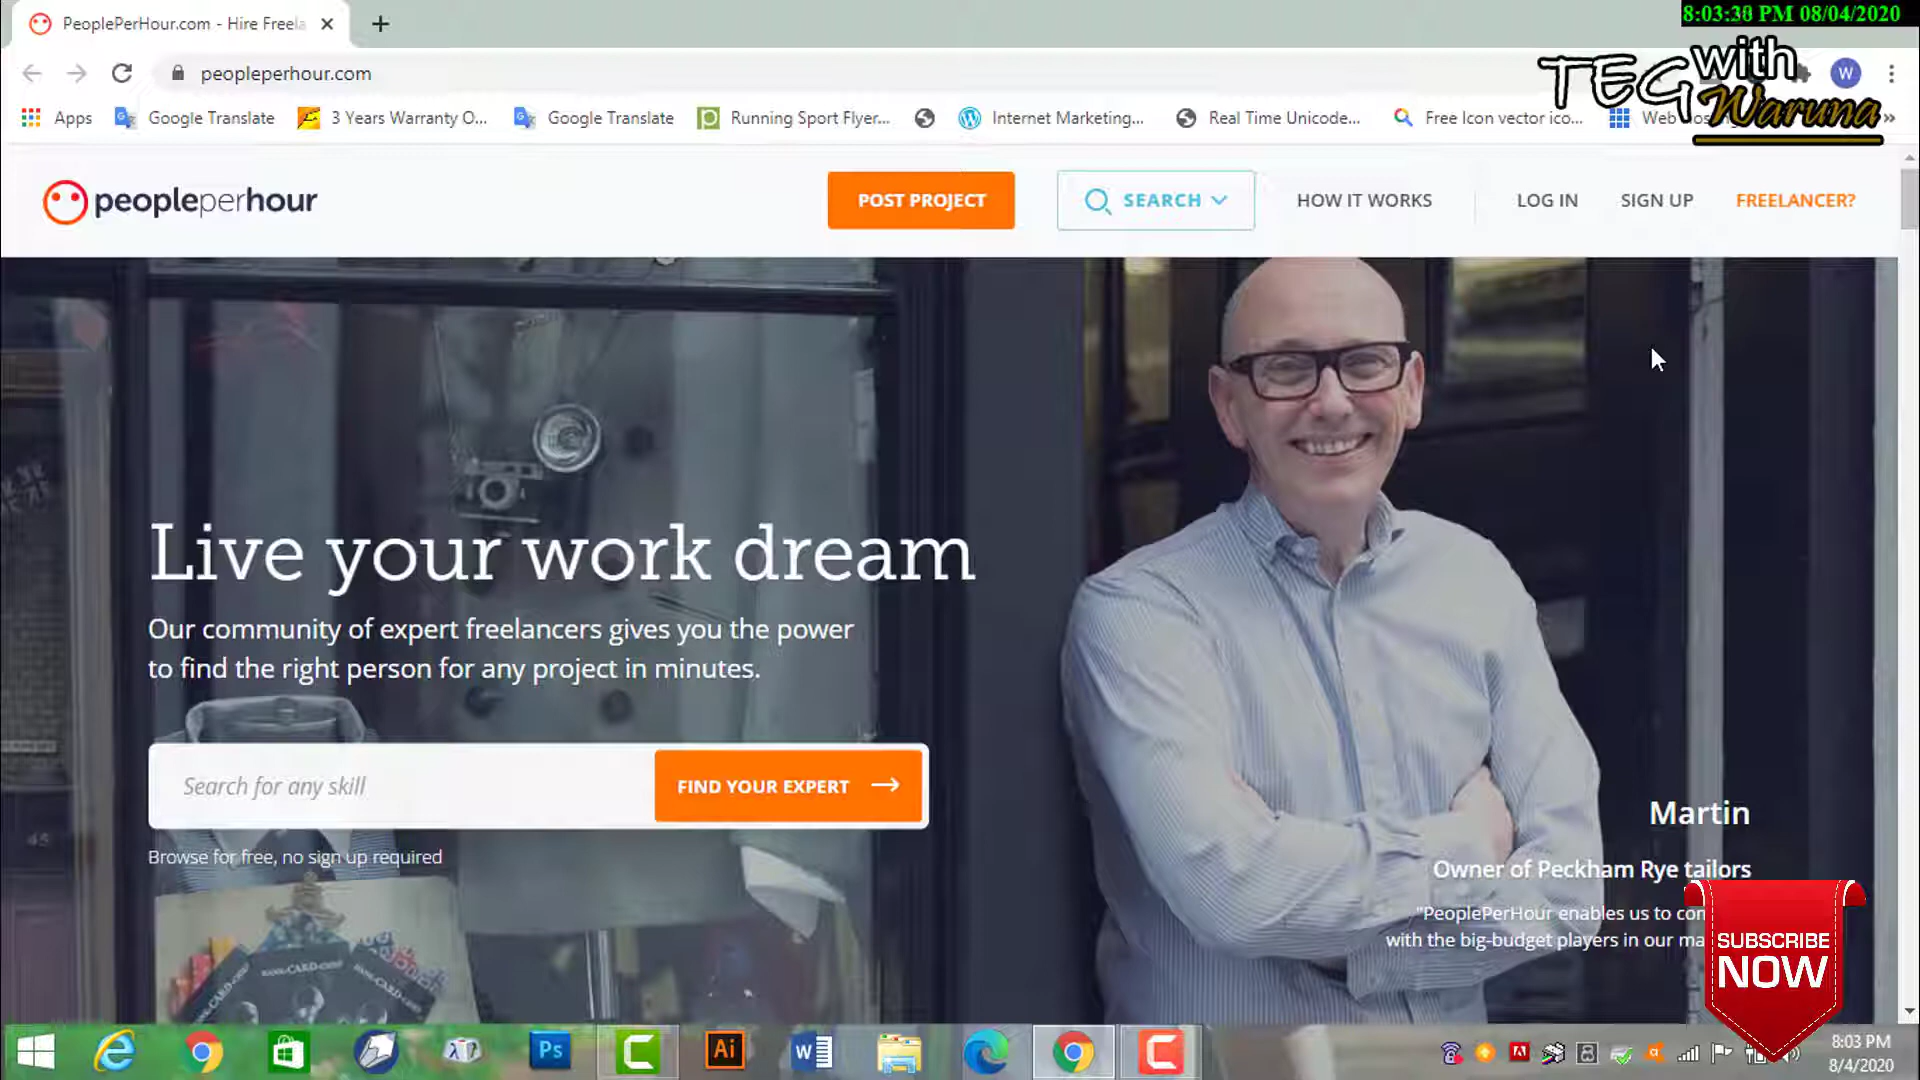 8:03:38 PM 08/04/2020
PeoplePerHour.com - Hire Freela
peopleperhour.com
TEG with
Waruna
W
Apps
Google Translate
3 Years Warranty O...
Google Translate
Running Sport Flyer...
Internet Marketing...
Real Time Unicode...
Free Icon vector ico...
peopleperhour
POST PROJECT
SEARCH
HOW IT WORKS
LOG IN
SIGN UP
FREELANCER?
Live your work dream
Our community of expert freelancers gives you the power
to find the right person for any project in minutes.
Search for any skill
FIND YOUR EXPERT
Browse for free, no sign up required
Martin
Owner of Peckham Rye tailors
"PeoplePerHour enables us to
with the big-budget players in our
SUBSCRIBE
NOW
45
Ps
Ai
W
8:03 PM
8/4/2020